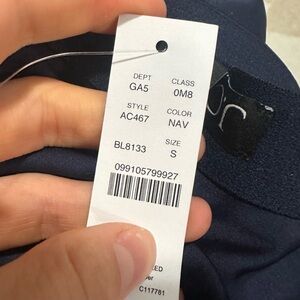 DEPT CLASS
GA5 0M8
STYLE COLOR
AC467 NAV
SIZE
BL8133 S
099105799927
C117781